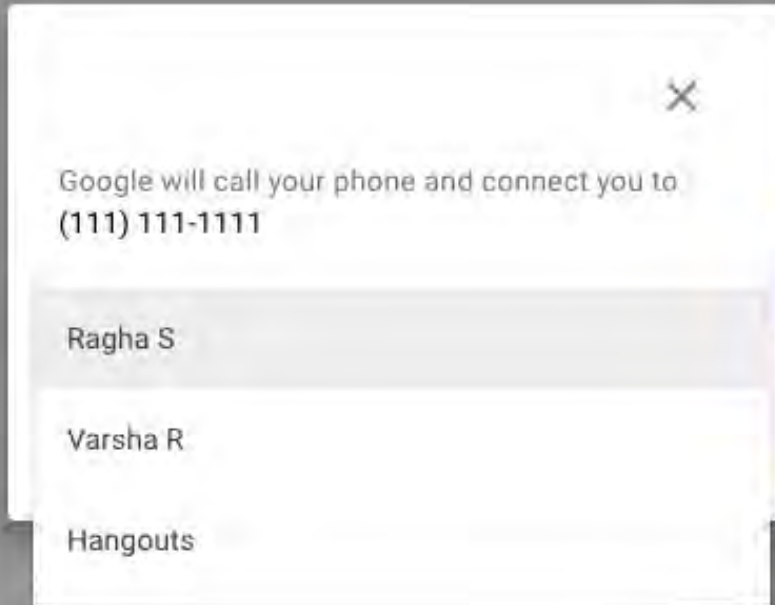 Google will call your phone and connect you to
(111) 111-1111
Ragha S
Varsha R
Hangouts